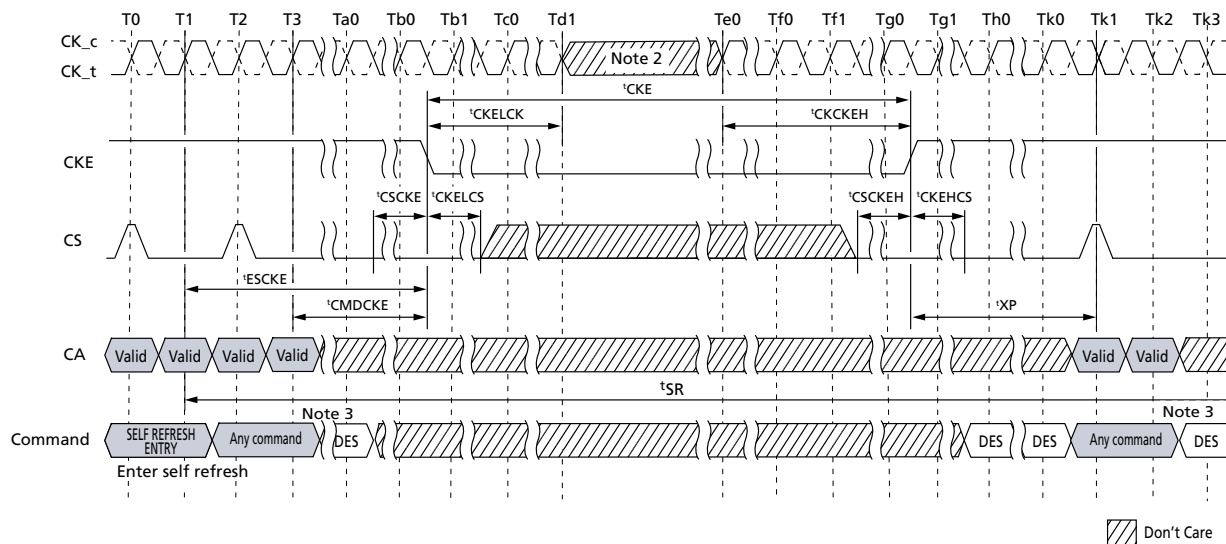 T0 T1 T2 T3 Ta0 Tb0 Tb1 Tc0 Td1 Te0 Tf0 Tf1 Tg0 Tg1 Th0 Tk0 Tk1 Tk2 Tk3
CK_c
CK_t
Note 2
tCKE
tCKELCK tCKCKEH
CKE
tCSCKE tCKELCS tCSCKEH tCKEHCS
CS
tESCKE
tCMDCKE tXP
CA Valid Valid Valid Valid Valid Valid
tSR
Note 3 Note 3
Command SELF REFRESH ENTRY Any command DES DES DES Any command DES
Enter self refresh
Don't Care